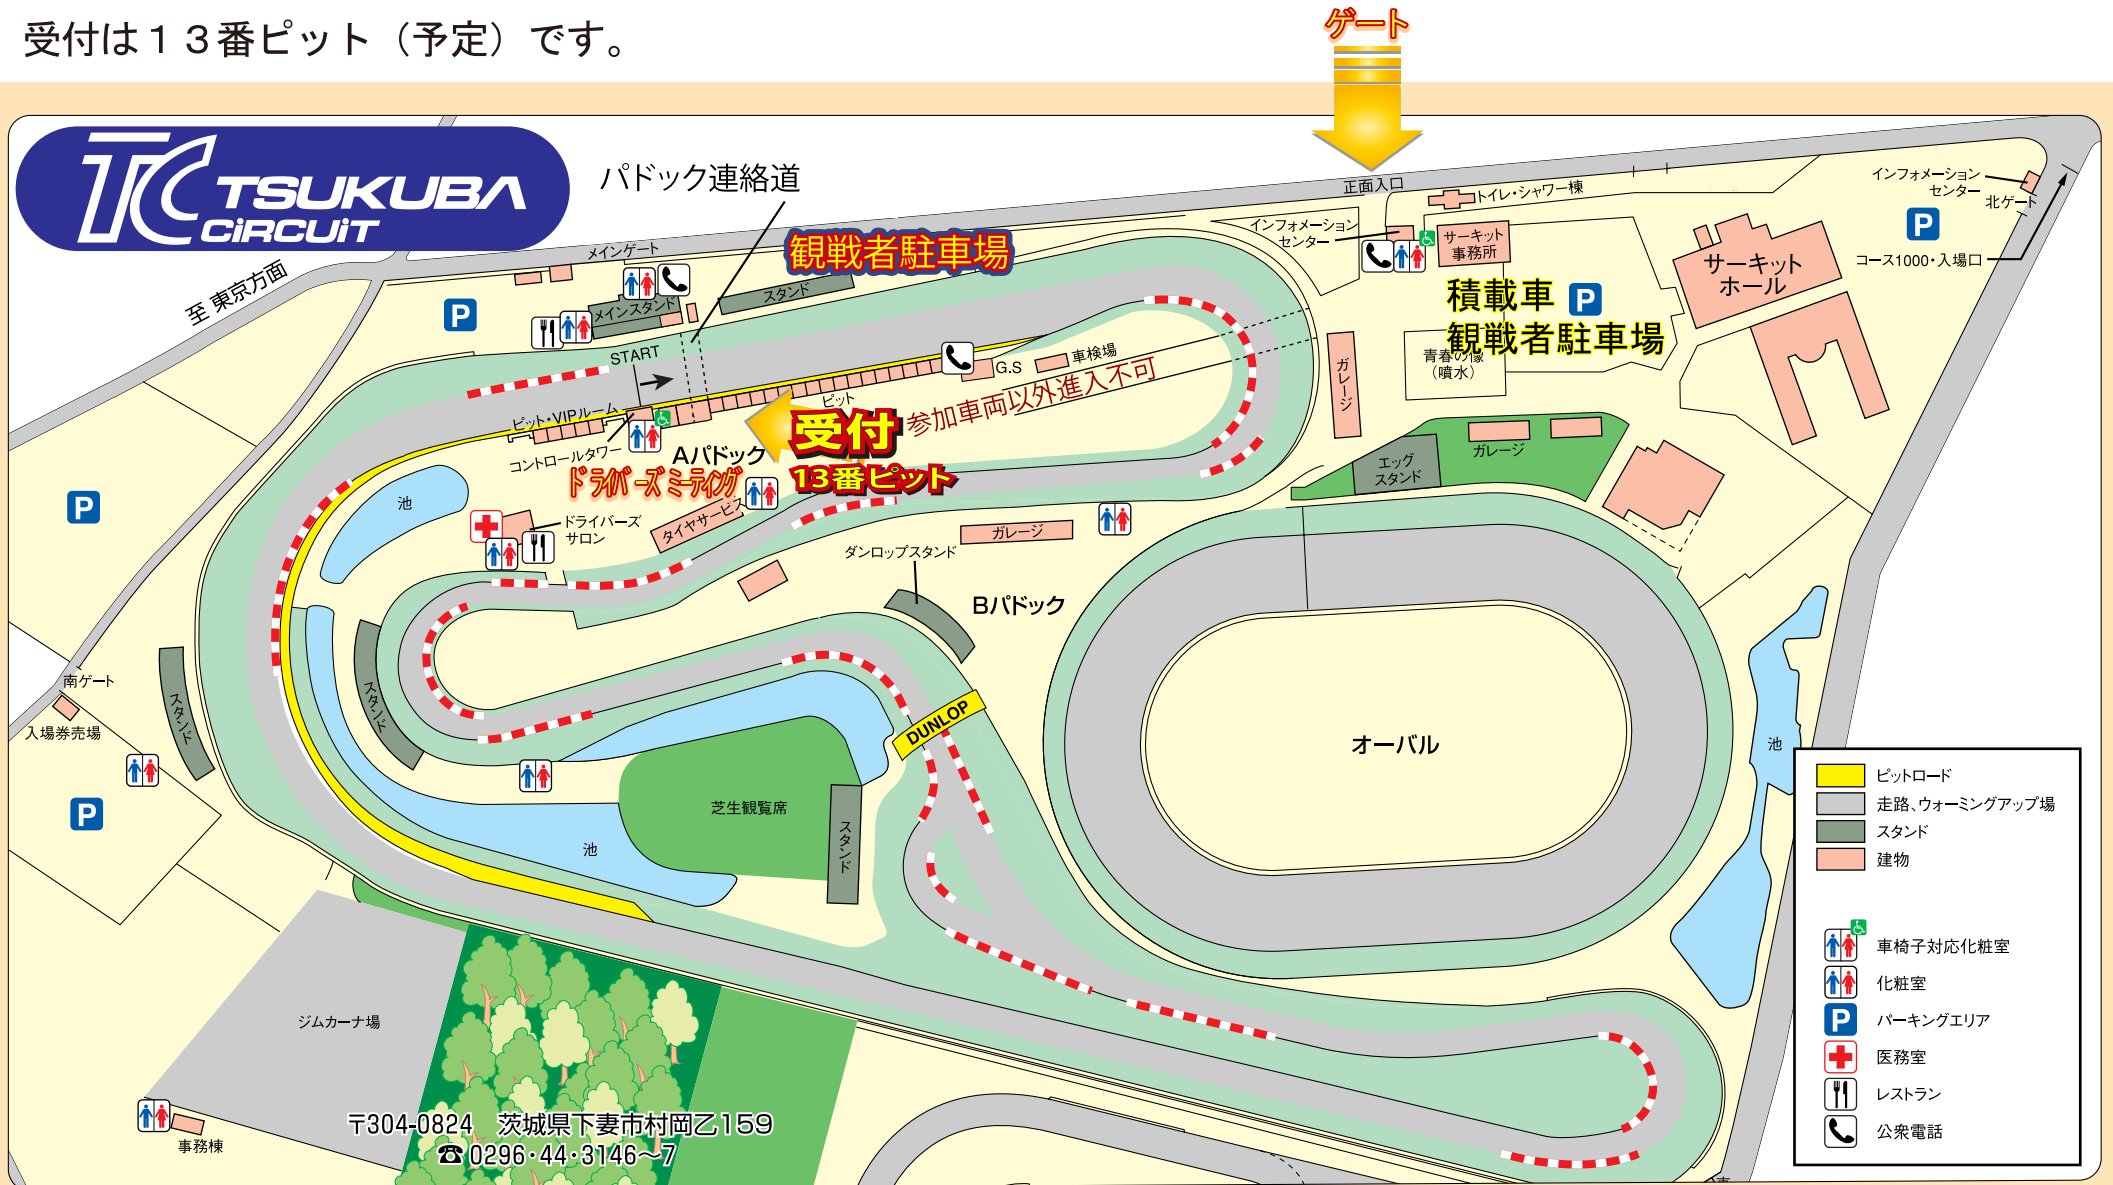 受付は１３番ピット（予定）です。
ゲート
TC TSUKUBA
CiRCUiT
パドック連絡道
正面入口
トイレ・シャワー棟
インフォメーション
センター
北ゲート
インフォメーション
センター
サーキット
事務所
P
コース1000・入場口
サーキット
ホール
メインゲート
観戦者駐車場
至 東京方面
スタンド
メインスタンド
P
積載車
P
観戦者駐車場
青春の像
(噴水)
START
G.S
車検場
ガレージ
参加車両以外進入不可
ピット
ピット・VIPルーム
コントロールタワー
Aパドック
受付
13番ピット
ドライバーズ ミーティング
エッグ
スタンド
ガレージ
P
池
ドライバーズ
サロン
タイヤサービス
ガレージ
ダンロップスタンド
Bパドック
南ゲート
入場券売場
スタンド
スタンド
DUNLOP
オーバル
池
P
芝生観覧席
スタンド
池
ジムカーナ場
事務棟
〒304-0824 茨城県下妻市村岡乙159
☎0296・44・3146～7
ピットロード
走路、ウォーミングアップ場
スタンド
建物
車椅子対応化粧室
化粧室
P パーキングエリア
医務室
レストラン
公衆電話